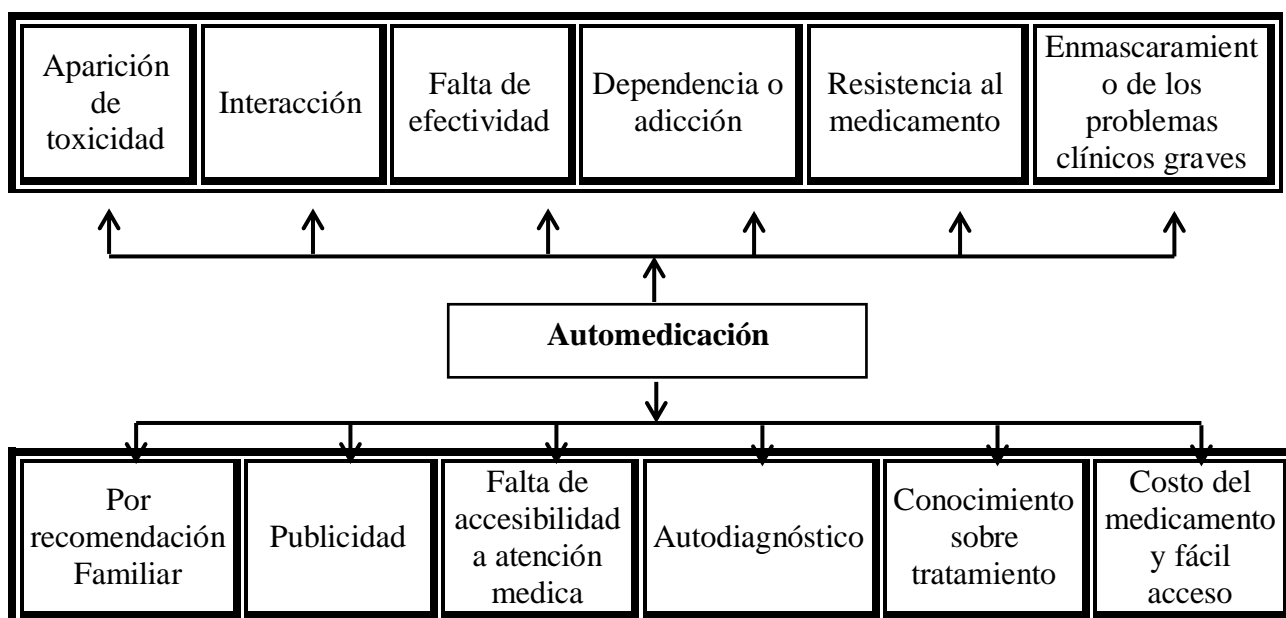 Aparición
de
toxicidad
Interacción
Falta de
efectividad
Dependencia o
adicción
Resistencia al
medicamento
Enmascaramient
o de los
problemas
clínicos graves
Automedicación
Por
recomendación
Familiar
Publicidad
Falta de
accesibilidad
a atención
medica
Autodiagnóstico
Conocimiento
sobre
tratamiento
Costo del
medicamento
y fácil
acceso